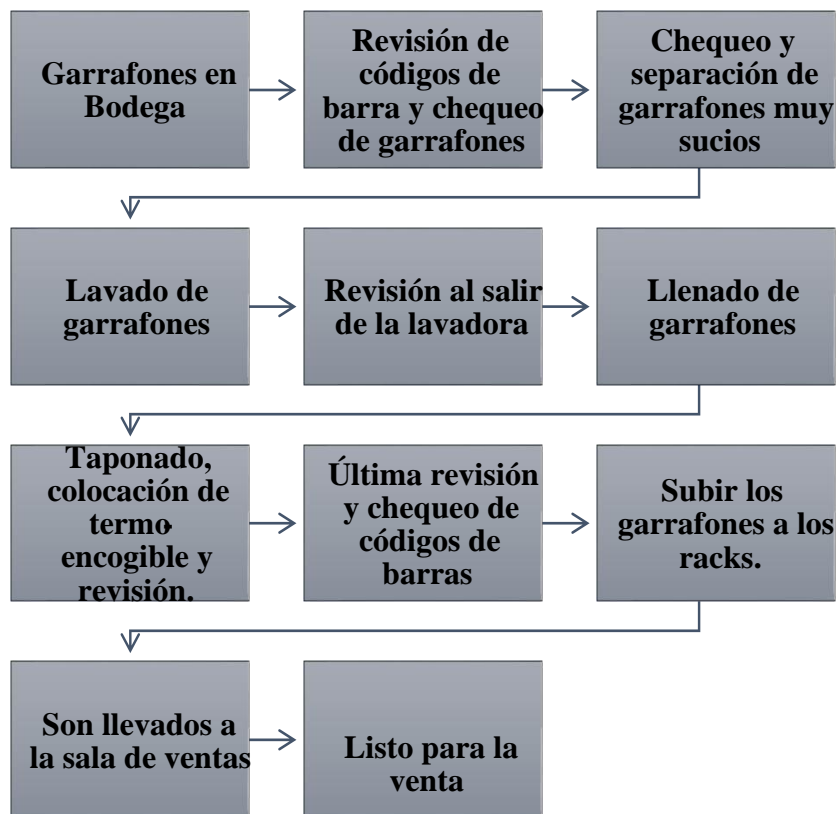 Garrafones en
Bodega
Revisión de
códigos de
barra y chequeo
de garrafones
Chequeo y
separación de
garrafones muy
sucios
Lavado de
garrafones
Revisión al salir
de la lavadora
Llenado de
garrafones
Taponado,
colocación de
termo-
encogible y
revisión.
Última revisión
y chequeo de
códigos de
barras
Subir los
garrafones a los
racks.
Son llevados a
la sala de ventas
Listo para la
venta